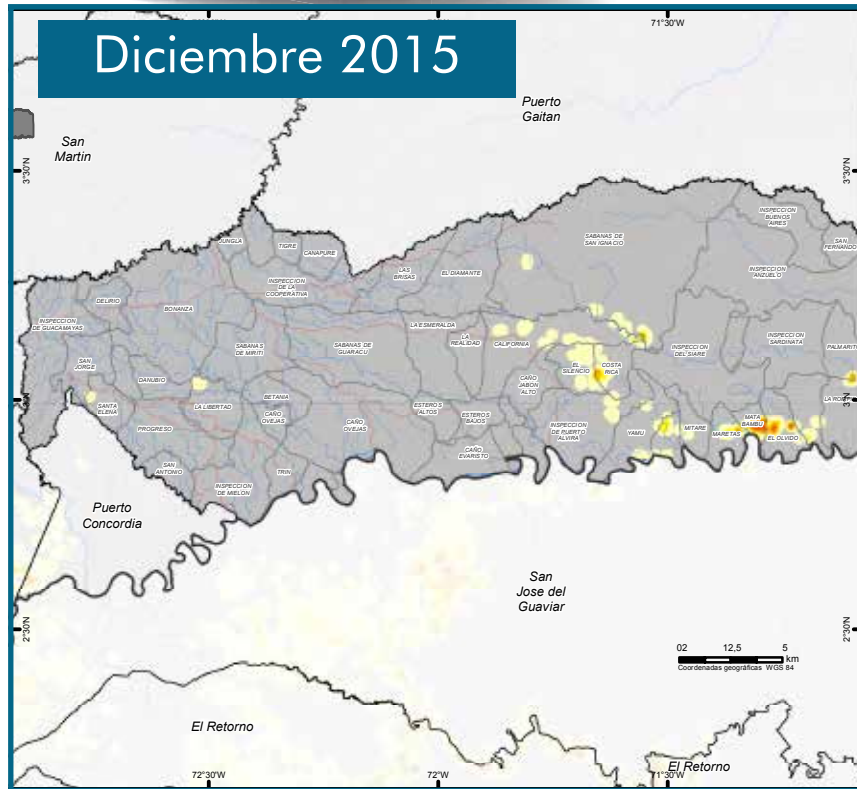 Diciembre 2015
71°30'W
Puerto
Gaitan
San
Martin
3°30'N
3°30'N
INSPECCION
BUENOS
AIRES
SABANAS DE
SAN IGNACIO
SAN
FERNANDO
JUNGLA
TIGRE
CANAPURE
INSPECCION
ANZUELO
LAS
BRISAS
EL DIAMANTE
INSPECCION
DE LA
COOPERATIVA
DELIRIO
BONANZA
INSPECCION
DE GUACAMAYAS
LA ESMERALDA
SABANAS
DE MIRITI
SABANAS DE
GUARACU
LA
REALIDAD
CALIFORNIA
INSPECCION
DEL SIARE
INSPECCION
SARDINATA
PALMARITO
SAN
JORGE
DANUBIO
EL
SILENCIO
COSTA
RICA
CAÑO
JABON
ALTO
3°N
3°N
SANTA
ELENA
LA LIBERTAD
BETANIA
CAÑO
OVEJAS
ESTEROS
ALTOS
ESTEROS
BAJOS
CAÑO
OVEJAS
PROGRESO
INSPECCION
DE PUERTO
ALVIRA
YAMU
MITARE
MATA
BAMBU
MARETAS
EL OLVIDO
CAÑO
EVARISTO
SAN
ANTONIO
TRIN
INSPECCION
DE MIELON
Puerto
Concordia
San
Jose del
Guaviar
2°30'N
2°30'N
02 12,5 5
km
Coordenadas geográficas WGS 84
El Retorno
El Retorno
72°30'W
72°W
71°30'W